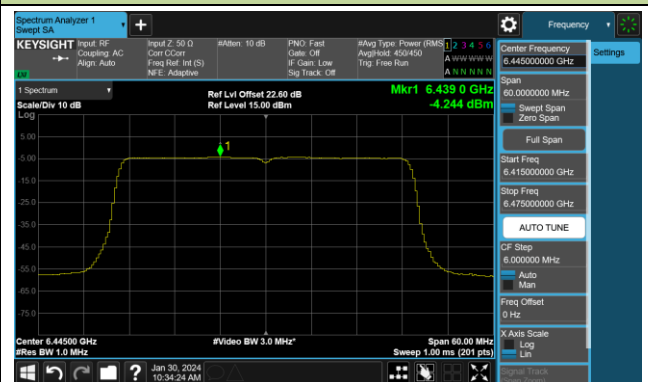 Spectrum Analyzer 1
Swept SA
+
Frequency
KEYSIGHT
Input: RF
Coupling: AC
Align: Auto
Input Z: 50 Ω
Corr CCorr
Freq Ref: Int (S)
NFE: Adaptive
#Atten: 10 dB
PNO: Fast
Gate: Off
IF Gain: Low
Sig Track: Off
#Avg Type: Power (RMS
Avg|Hold: 450/450
Trig: Free Run
1 2 3 4 5 6
A W W W W W
A N N N N N
LXI
1 Spectrum
Scale/Div 10 dB
Log
Ref Lvl Offset 22.60 dB
Ref Level 15.00 dBm
Mkr1 6.439 0 GHz
-4.244 dBm
5.00
-5.00
-15.0
-25.0
-35.0
-45.0
-55.0
-65.0
-75.0
1
Center 6.44500 GHz
#Res BW 1.0 MHz
#Video BW 3.0 MHz*
Span 60.00 MHz
Sweep 1.00 ms (201 pts)
Center Frequency
6.445000000 GHz
Settings
Span
60.0000000 MHz
Swept Span
Zero Span
Full Span
Start Freq
6.415000000 GHz
Stop Freq
6.475000000 GHz
AUTO TUNE
CF Step
6.000000 MHz
Auto
Man
Freq Offset
0 Hz
X Axis Scale
Log
Lin
Signal Track
?
Jan 30, 2024
10:34:24 AM